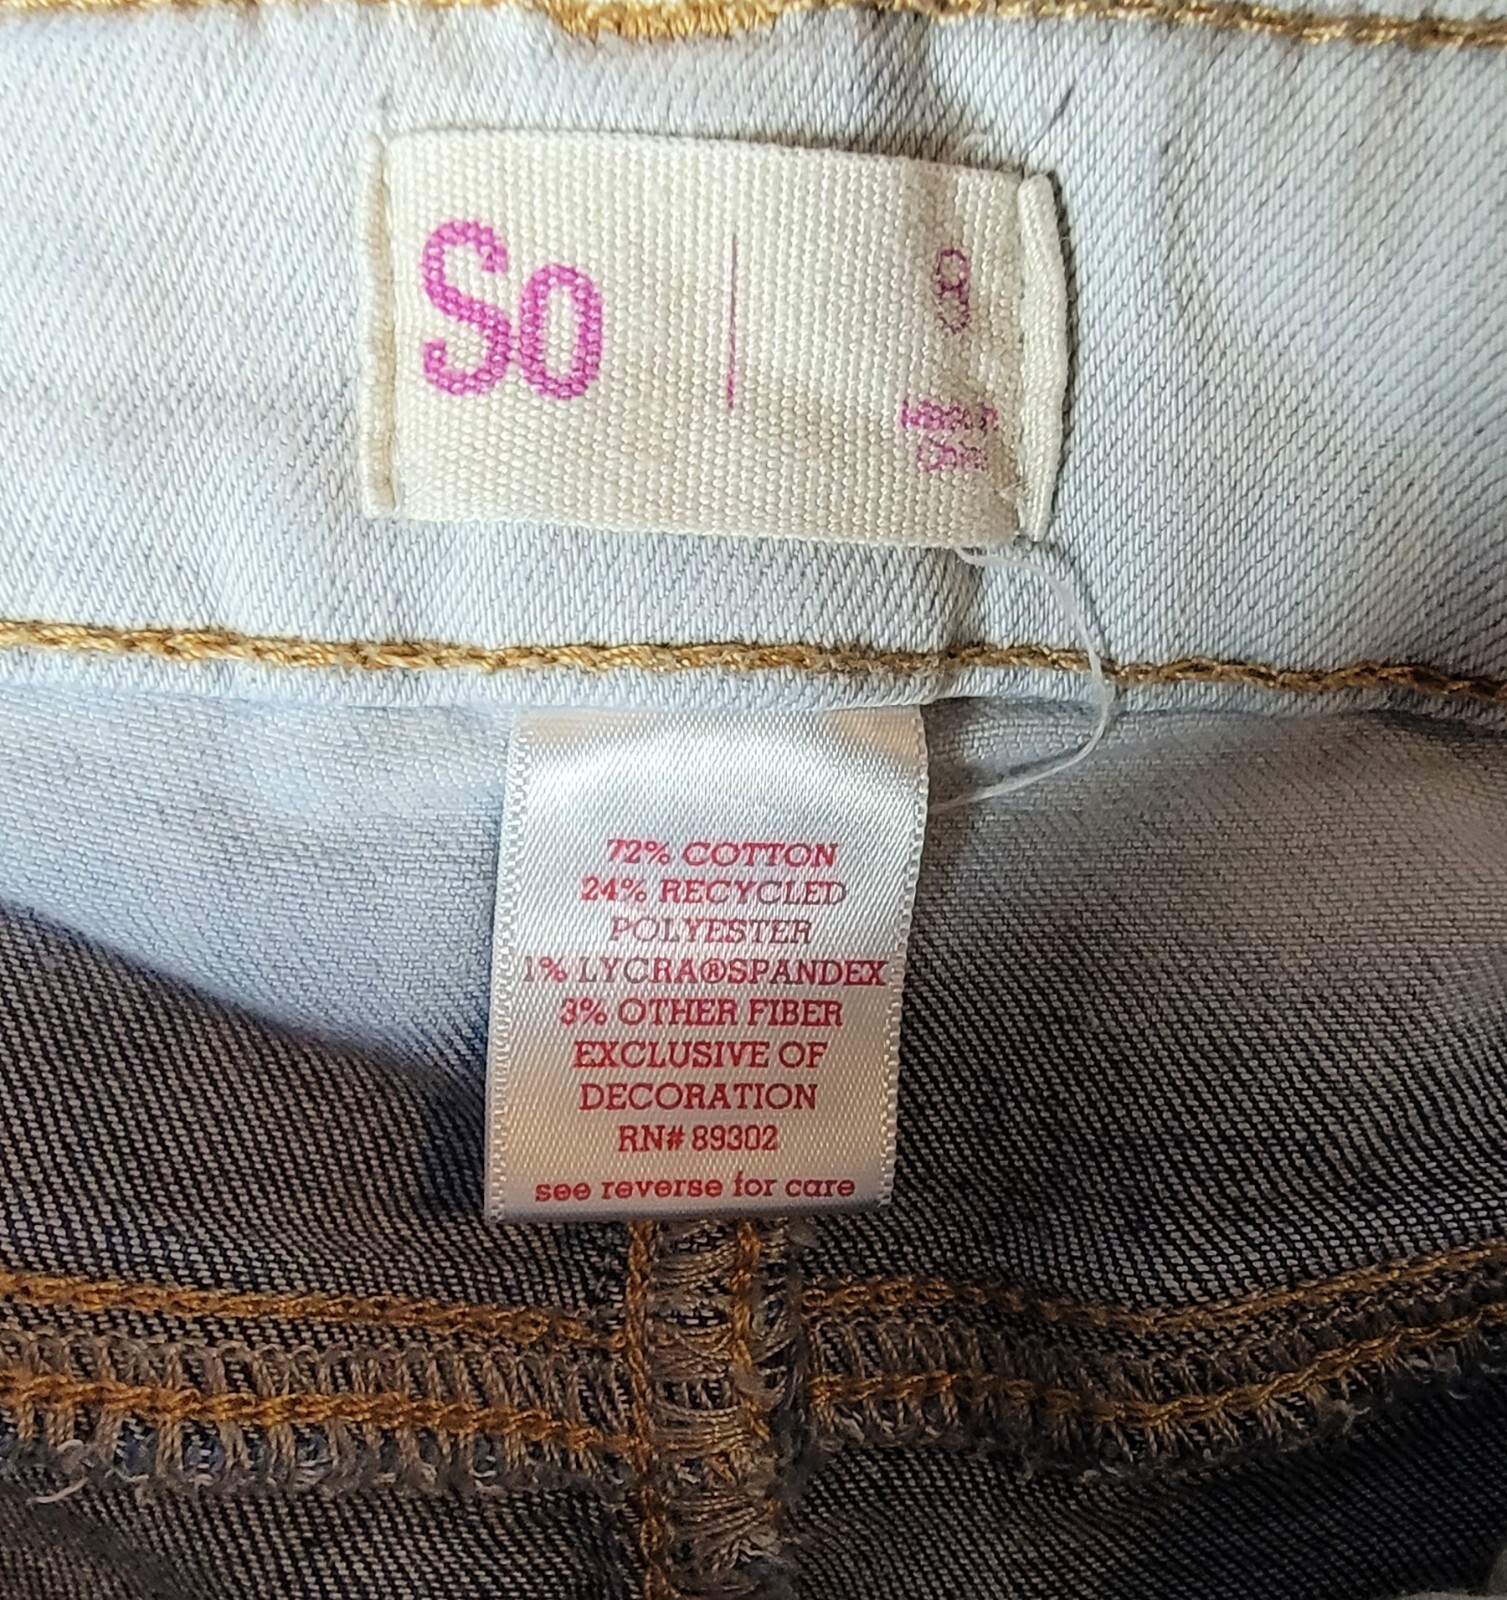 So
72% COTTON
24% RECYCLED
POLYESTER
1% LYCRA®SPANDEX
3% OTHER FIBER
EXCLUSIVE OF
DECORATION
RN# 89302
see reverse for care